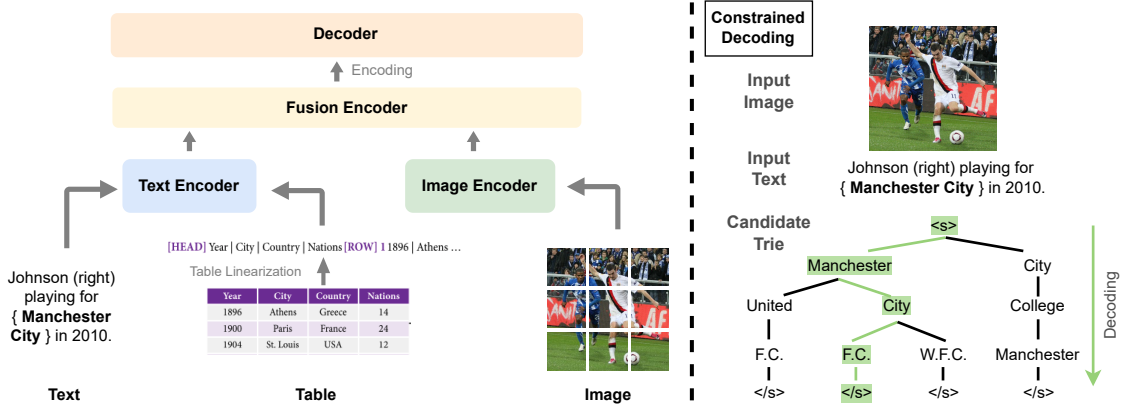 Decoder
Encoding
Fusion Encoder
Text Encoder
Image Encoder
[HEAD] Year | City | Country | Nations [ROW] 1 1896 | Athens ...
Table Linearization
Johnson (right)
playing for
{ Manchester
City } in 2010.
Year City Country Nations
1896 Athens Greece 14
1900 Paris France 24
1904 St. Louis USA 12
Text
Table
Image
Constrained
Decoding
Input
Image
AF
Input
Text
Johnson (right) playing for
{ Manchester City } in 2010.
Candidate
Trie
<s>
Manchester City
United City College
F.C. F.C. W.F.C. Manchester
</s> </s> </s> </s>
Decoding